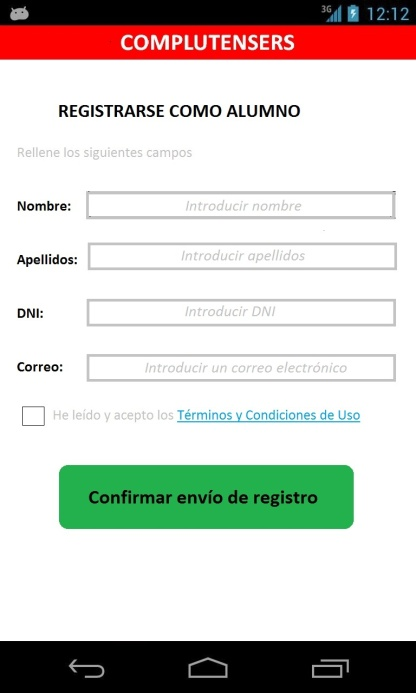 3G 12:12
COMPLUTENSERS
REGISTRARSE COMO ALUMNO
Rellene los siguientes campos
Nombre: Introducir nombre
Apellidos: Introducir apellidos
DNI: Introducir DNI
Correo: Introducir un correo electrónico
He leído y acepto los Términos y Condiciones de Uso
Confirmar envío de registro